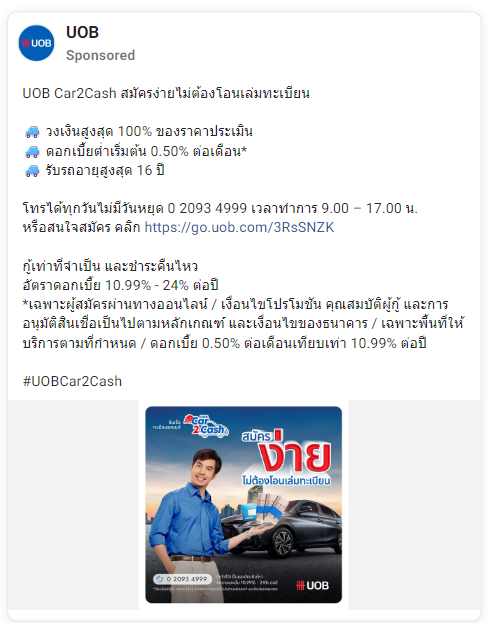 UOB
UOB
Sponsored
UOB Car2Cash สมัครง่ายไม่ต้องโอนเล่มทะเบียน
วงเงินสูงสุด 100% ของราคาประเมิน
ดอกเบี้ยต่ำเริ่มต้น 0.50% ต่อเดือน*
รับรถอายุสูงสุด 16 ปี
โทรได้ทุกวันไม่มีวันหยุด 0 2093 4999 เวลาทำการ 9.00 – 17.00 น.
หรือสนใจสมัคร คลิก https://go.uob.com/3RsSNZK
กู้เท่าที่จำเป็น และชำระคืนไหว
อัตราดอกเบี้ย 10.99% - 24% ต่อปี
*เฉพาะผู้สมัครผ่านทางออนไลน์ / เงื่อนไขโปรโมชัน คุณสมบัติผู้กู้ และการ
อนุมัติสินเชื่อเป็นไปตามหลักเกณฑ์ และเงื่อนไขของธนาคาร / เฉพาะพื้นที่ให้
บริการตามที่กำหนด / ดอกเบี้ย 0.50% ต่อเดือนเทียบเท่า 10.99% ต่อปี
#UOBCar2Cash
สินเชื่อ
ทะเบียนรถยนต์
Car
2Cash
สมัคร
ง่าย
ไม่ต้องโอนเล่มทะเบียน
0 2093 4999
UOB